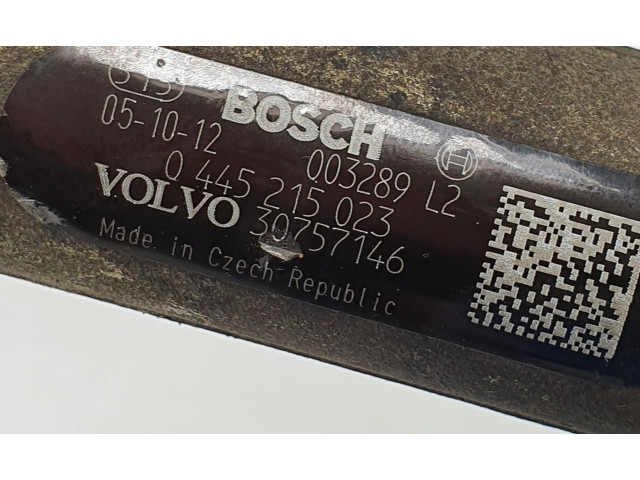 BOSCH
05-10-12 003289 L2
0 445 215 023
VOLVO 30757146
Made in Czech Republic